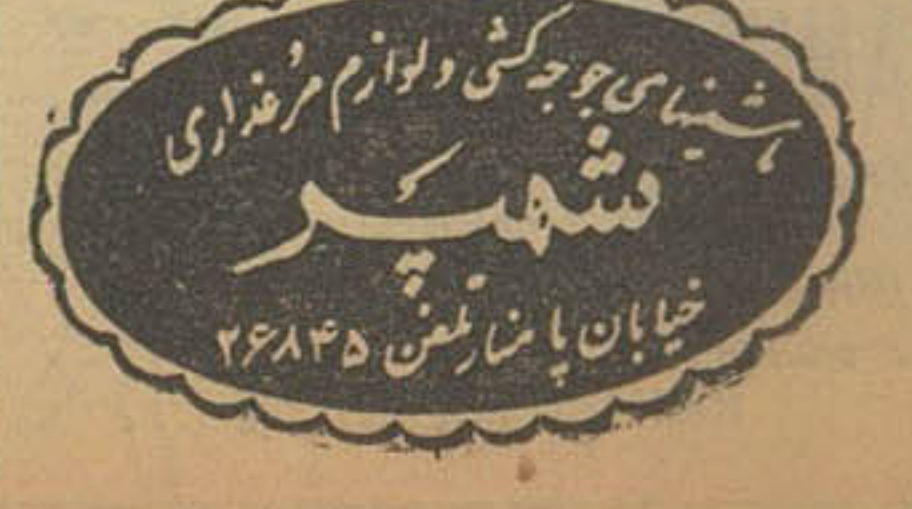 ماشینهای جوجه کشی و لوازم مرغداری
شهپر
خیابان پامنار تلفن ۲۶۸۴۵